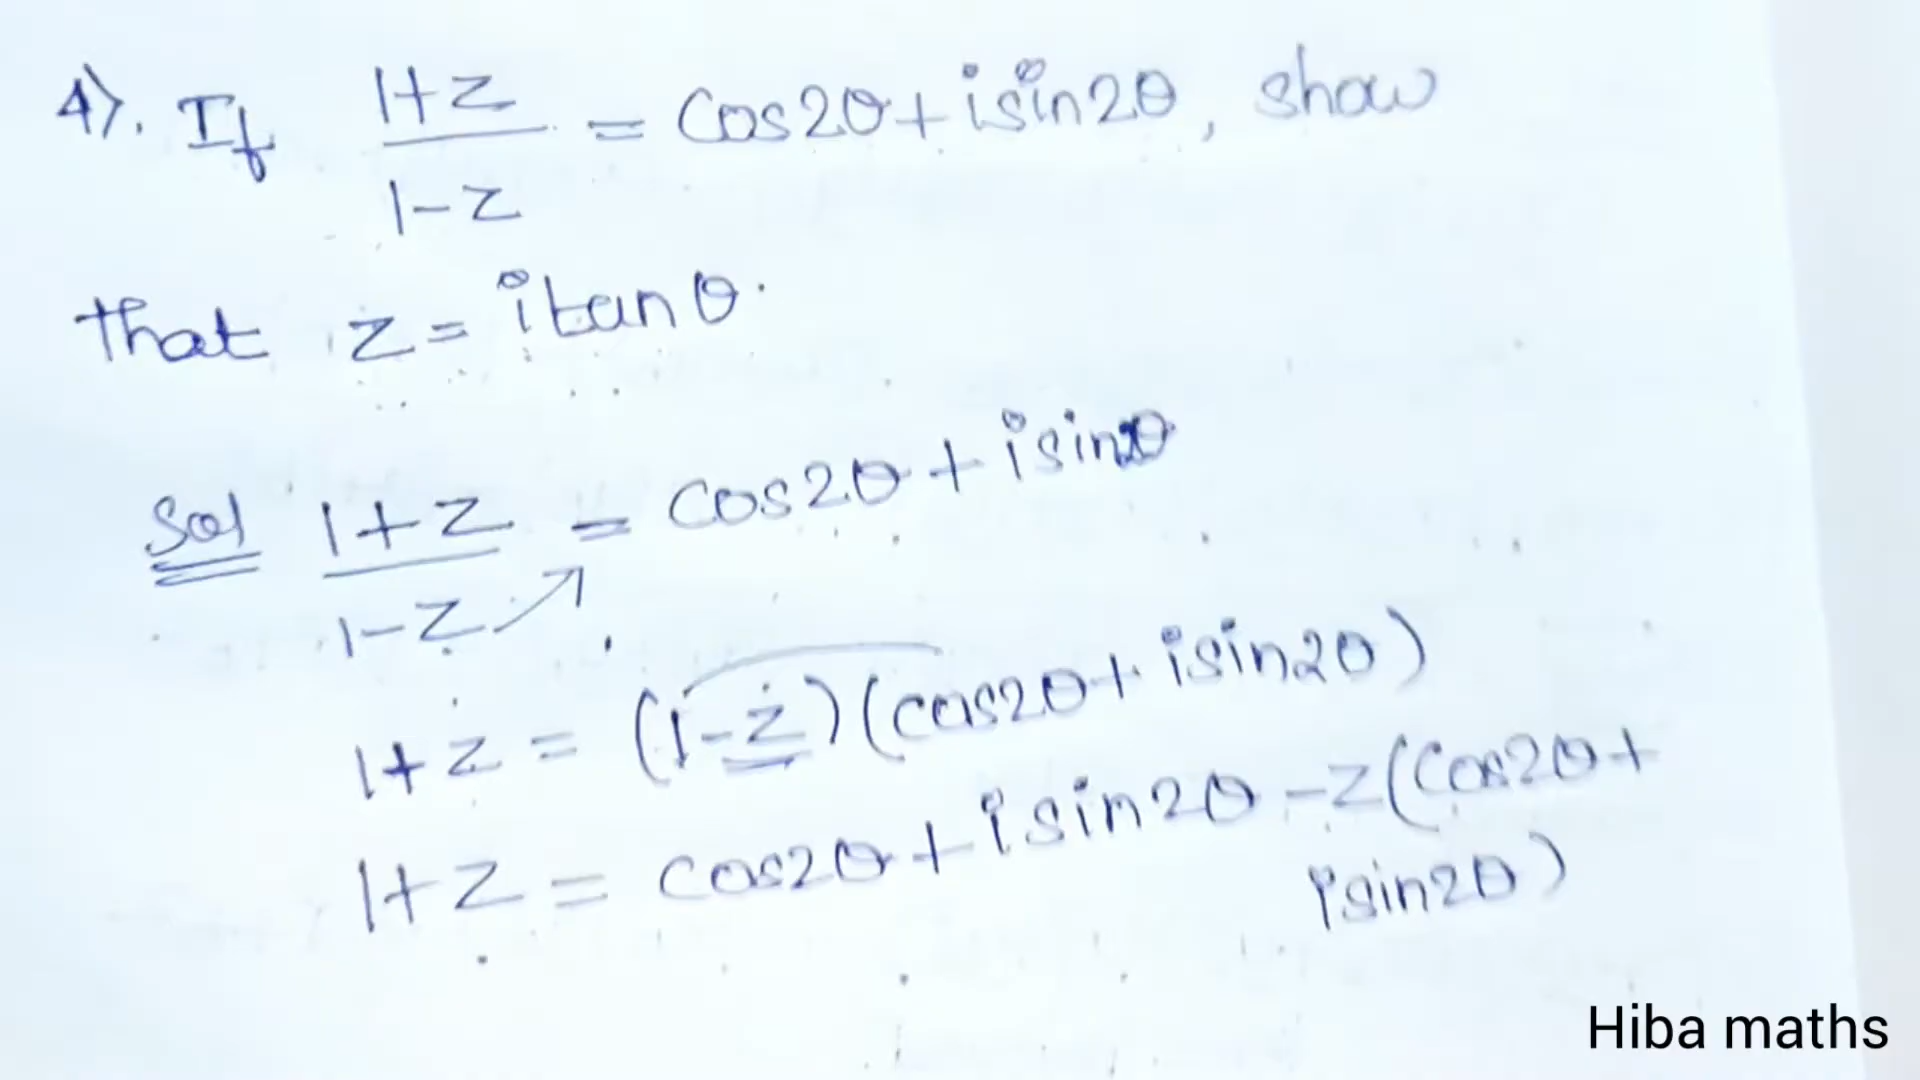 4). If 1+z/1-z = cos2θ+isin2θ, show
that z = itanθ.
Sol 1+z/1-z = cos2θ+isin2θ
1+z = (1-z)(cos2θ+isin2θ)
1+z = cos2θ+isin2θ-z(cos2θ+
isin2θ)
Hiba maths